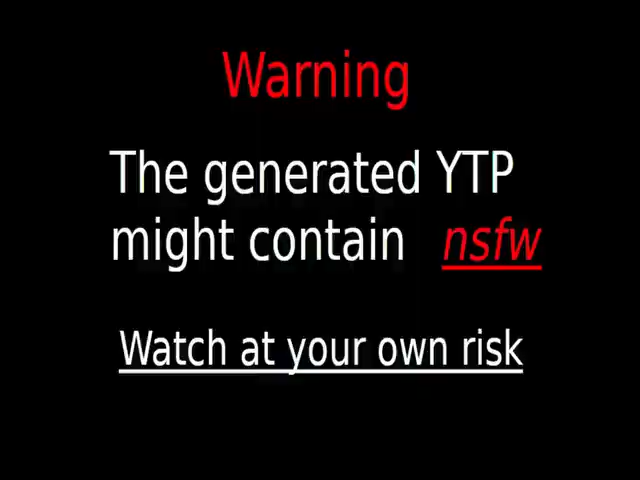 Warning
The generated YTP
might contain nsfw
Watch at your own risk